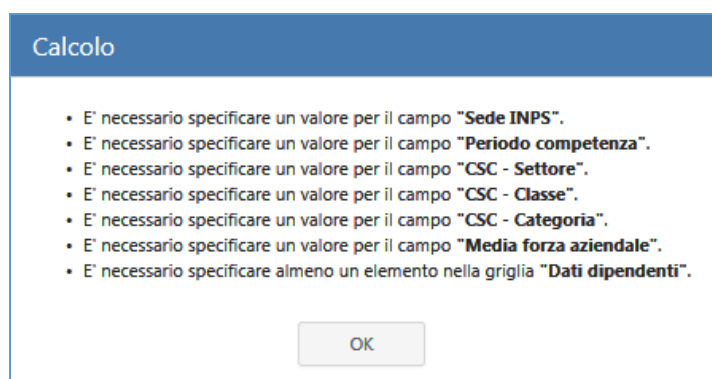 Calcolo
• E' necessario specificare un valore per il campo "Sede INPS".
• E' necessario specificare un valore per il campo "Periodo competenza".
• E' necessario specificare un valore per il campo "CSC - Settore".
• E' necessario specificare un valore per il campo "CSC - Classe".
• E' necessario specificare un valore per il campo "CSC - Categoria".
• E' necessario specificare un valore per il campo "Media forza aziendale".
• E' necessario specificare almeno un elemento nella griglia "Dati dipendenti".
OK